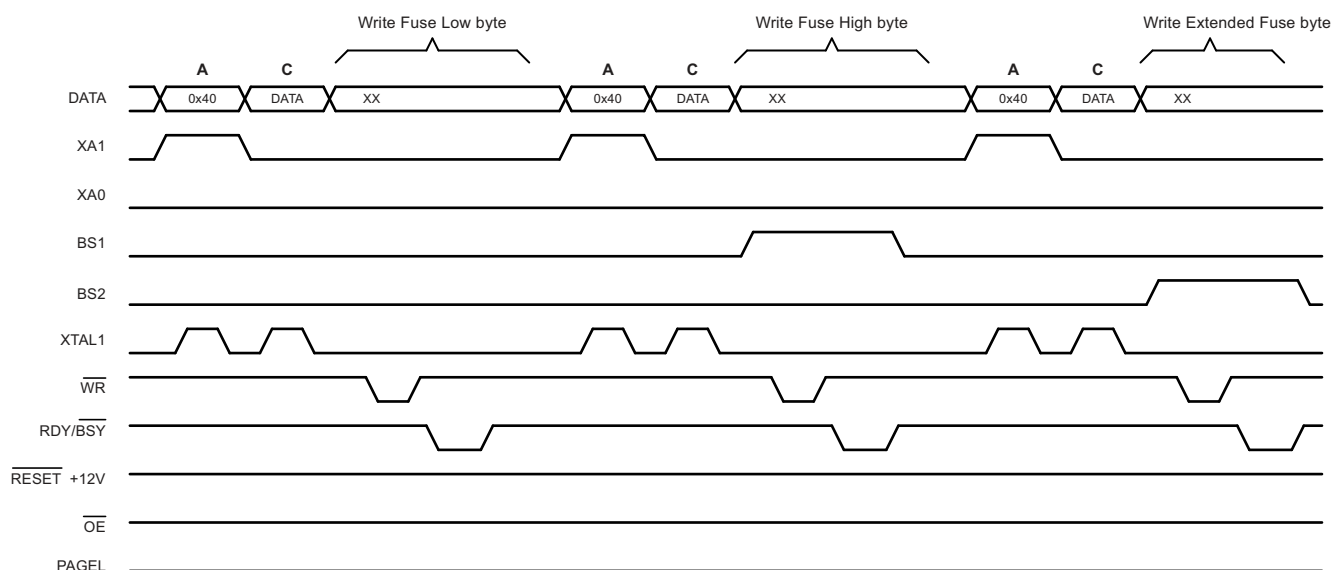 Write Fuse Low byte Write Fuse High byte Write Extended Fuse byte
A C A C A C
DATA 0x40 DATA XX 0x40 DATA XX 0x40 DATA XX
XA1
XA0
BS1
BS2
XTAL1
WR
RDY/BSY
RESET +12V
OE
PAGEL